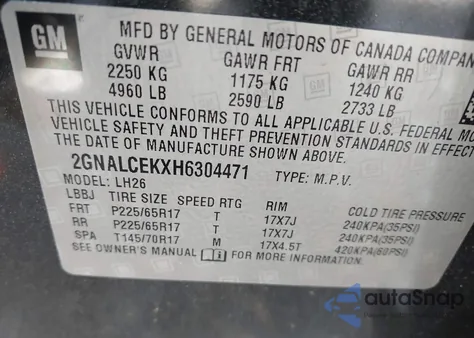 GM
MFD BY GENERAL MOTORS OF CANADA COMPAN
GVWR GAWR FRT GAWR RR
2250 KG 1175 KG 1240 KG
4960 LB 2590 LB 2733 LB
THIS VEHICLE CONFORMS TO ALL APPLICABLE U.S. FEDERAL MO
VEHICLE SAFETY AND THEFT PREVENTION STANDARDS IN EFFECT
THE DATE OF MANUFACTURE SHOWN ABOVE.
2GNALCEKXH6304471 TYPE: M.P.V.
MODEL: LH26
LBBJ TIRE SIZE SPEED RTG RIM COLD TIRE PRESSURE
FRT P225/65R17 T 17X7J 240KPA(35PSI)
RR P225/65R17 T 17X7J 240KPA(35PSI)
SPA T145/70R17 M 17X4.5T 420KPA(60PSI)
SEE OWNER'S MANUAL FOR MORE INFORMATION.
autoSnap